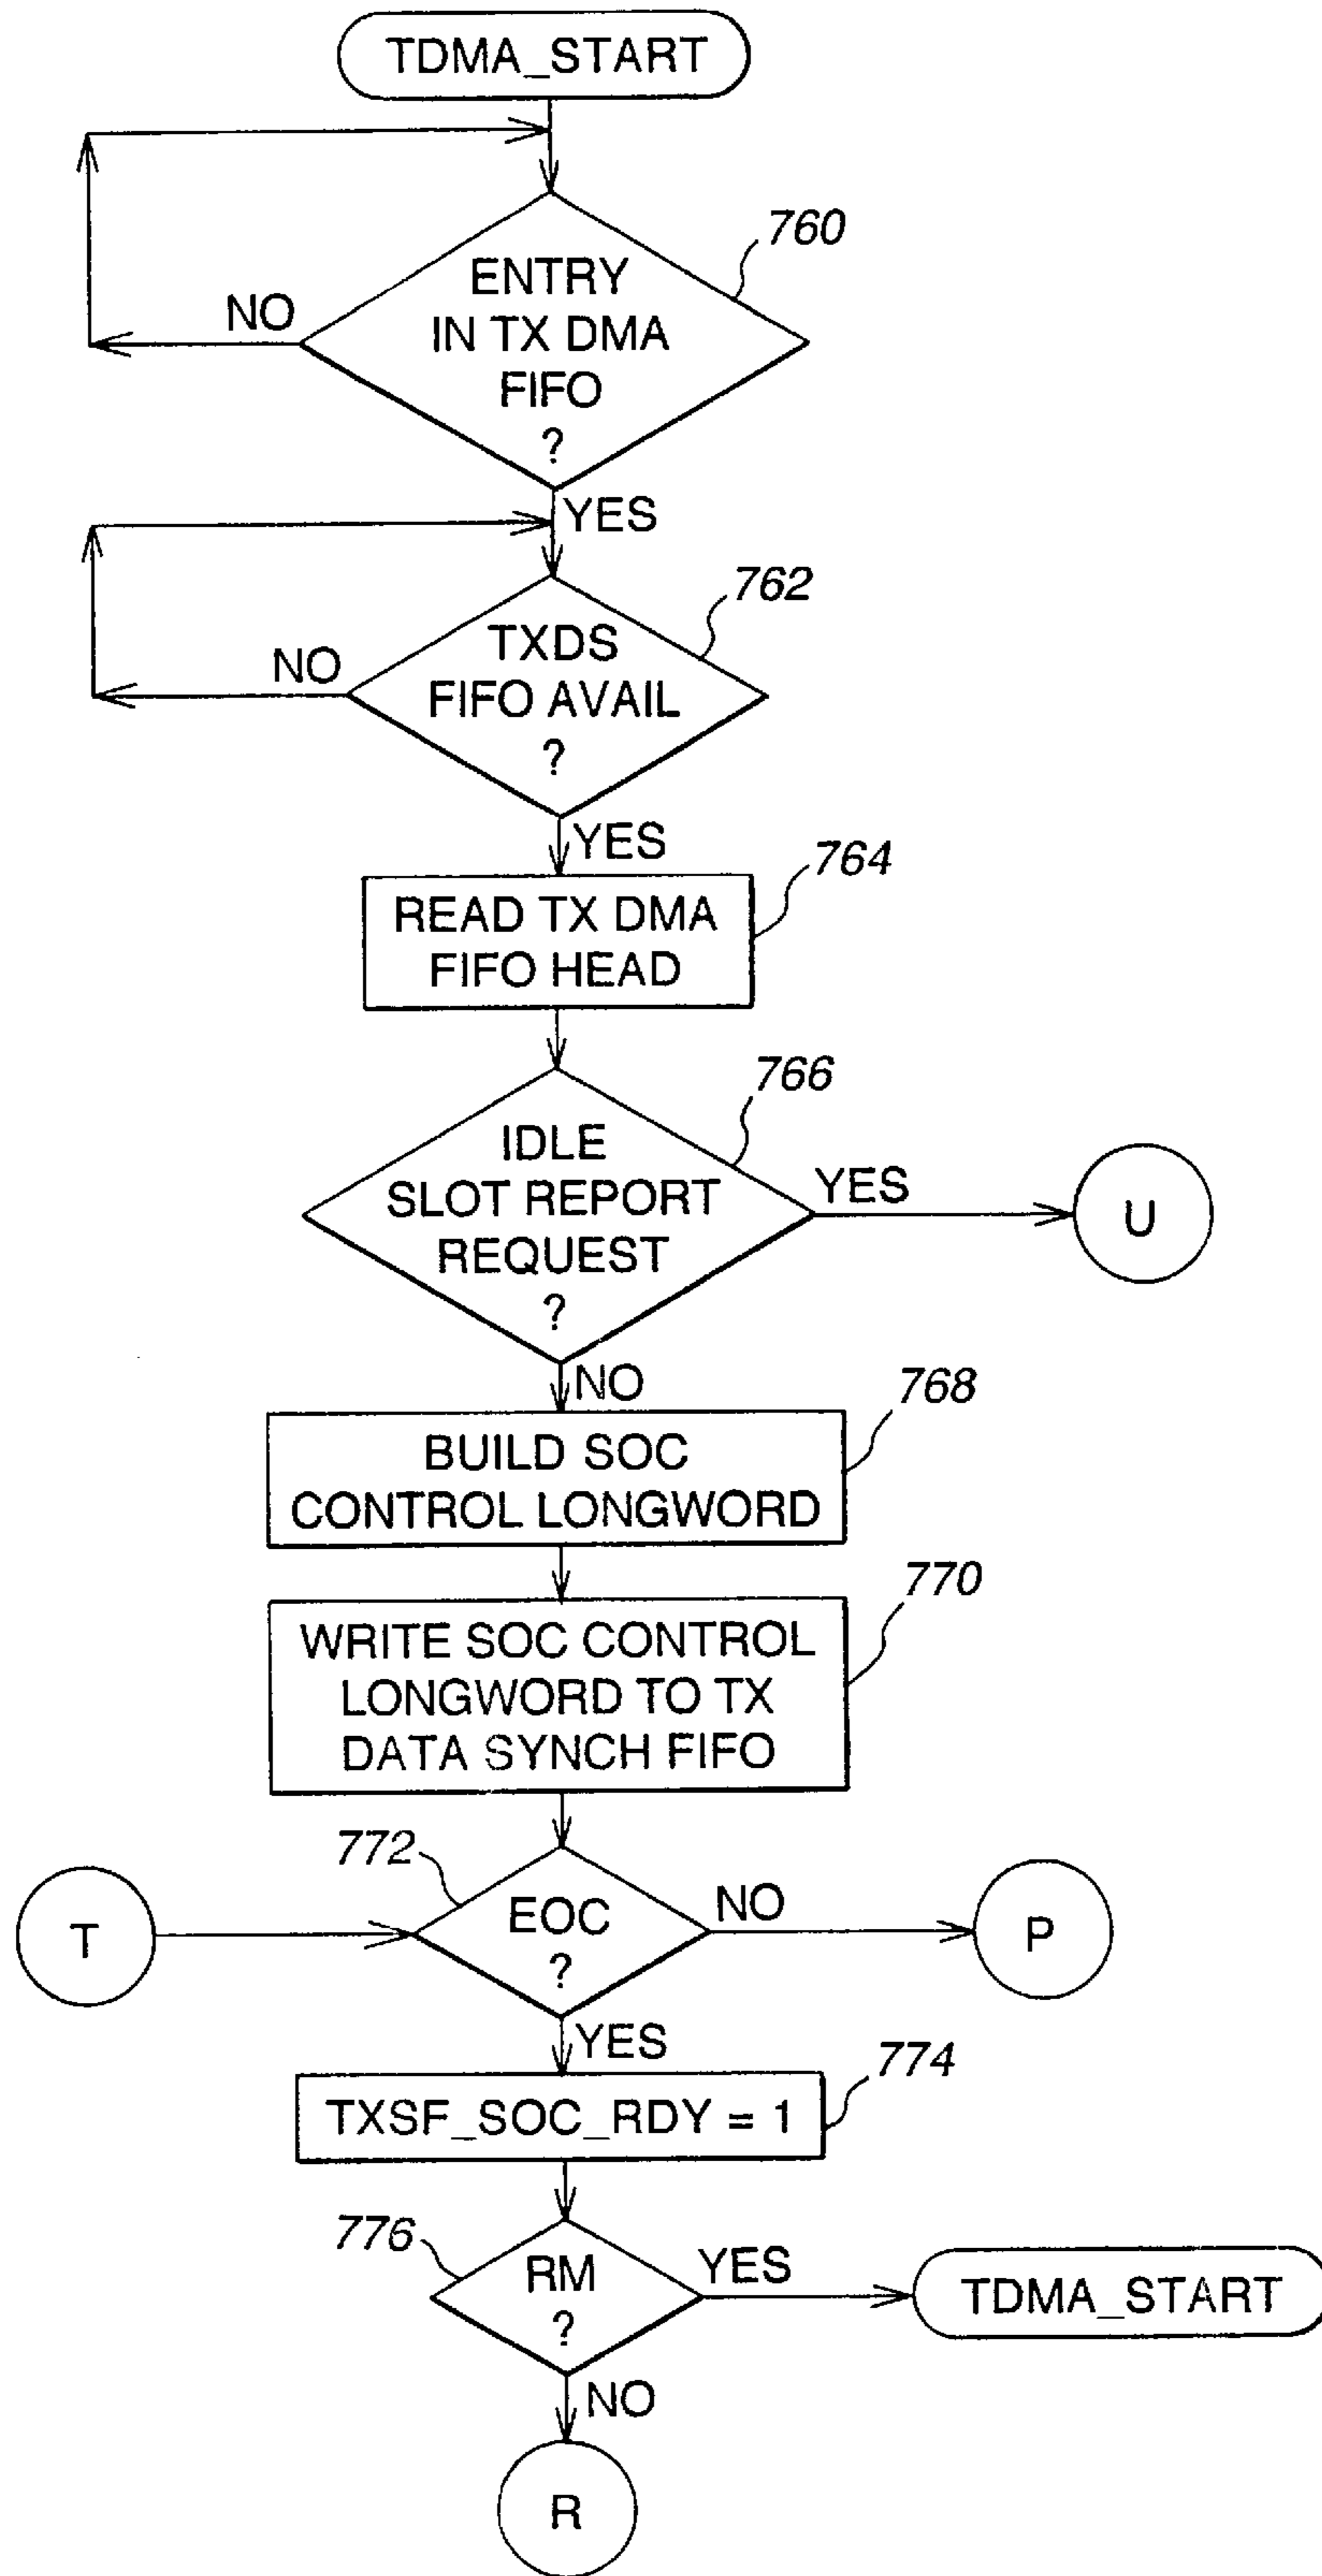 TDMA_START
760
ENTRY
IN TX DMA
FIFO
?
NO
YES
762
TXDS
FIFO AVAIL
?
NO
YES
764
READ TX DMA
FIFO HEAD
766
IDLE
SLOT REPORT
REQUEST
?
YES
U
NO
768
BUILD SOC
CONTROL LONGWORD
770
WRITE SOC CONTROL
LONGWORD TO TX
DATA SYNCH FIFO
772
T
EOC
?
NO
P
YES
774
TXSF_SOC_RDY = 1
776
RM
?
YES
TDMA_START
NO
R